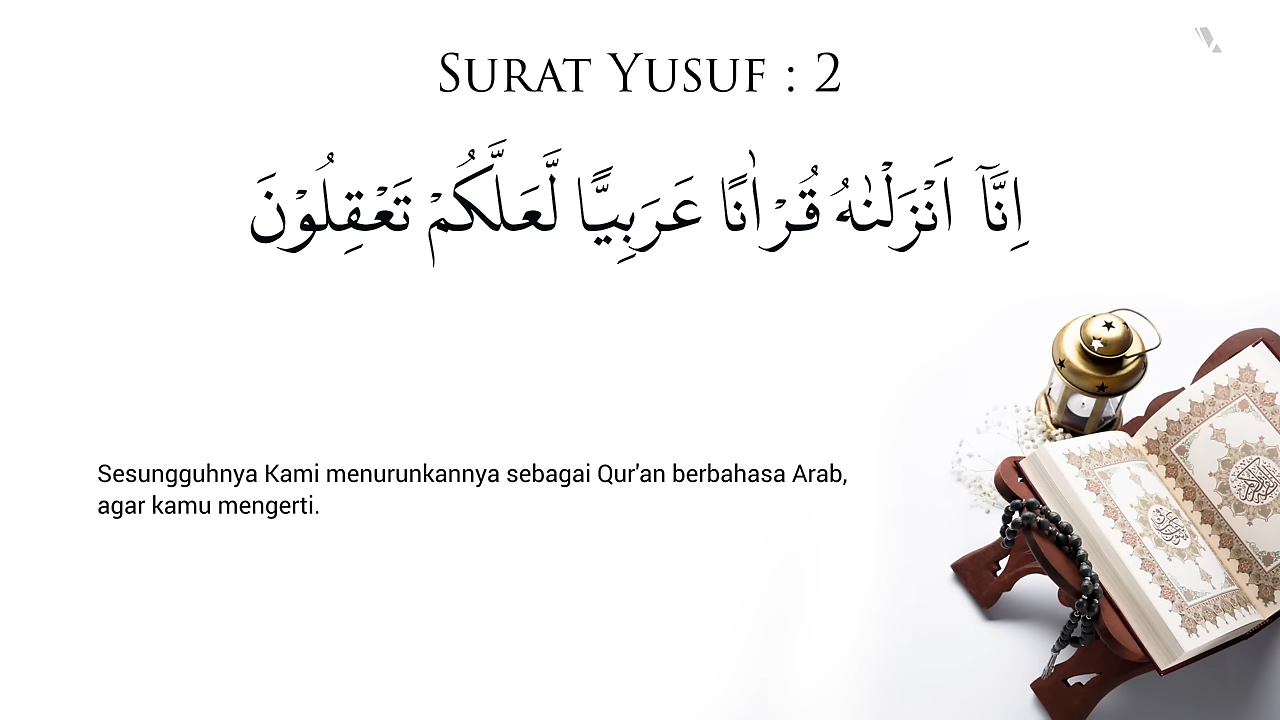 SURAT YUSUF : 2
اِنَّآ اَنْزَلْنٰهُ قُرْاٰنًا عَرَبِيًّا لَّعَلَّكُمْ تَعْقِلُوْنَ
Sesungguhnya Kami menurunkannya sebagai Qur'an berbahasa Arab,
agar kamu mengerti.